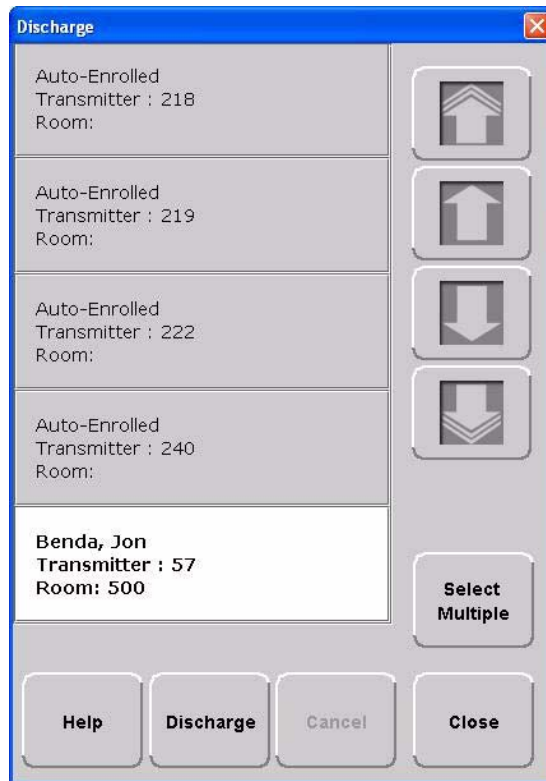 Discharge
Auto-Enrolled
Transmitter : 218
Room:
Auto-Enrolled
Transmitter : 219
Room:
Auto-Enrolled
Transmitter : 222
Room:
Auto-Enrolled
Transmitter : 240
Room:
Benda, Jon
Transmitter : 57
Room: 500
Select
Multiple
Help
Discharge
Cancel
Close